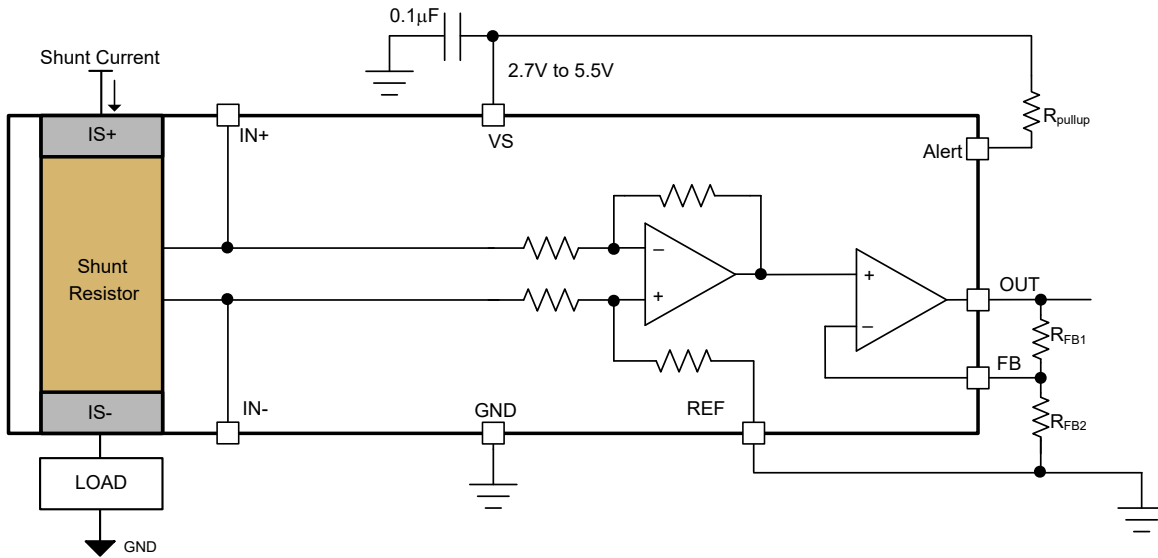 0.1μF
Shunt Current
2.7V to 5.5V
Rpullup
IS+
IN+
VS
Alert
Shunt
Resistor
−
+
+
−
OUT
RFB1
FB
IS-
IN-
GND
REF
RFB2
LOAD
GND